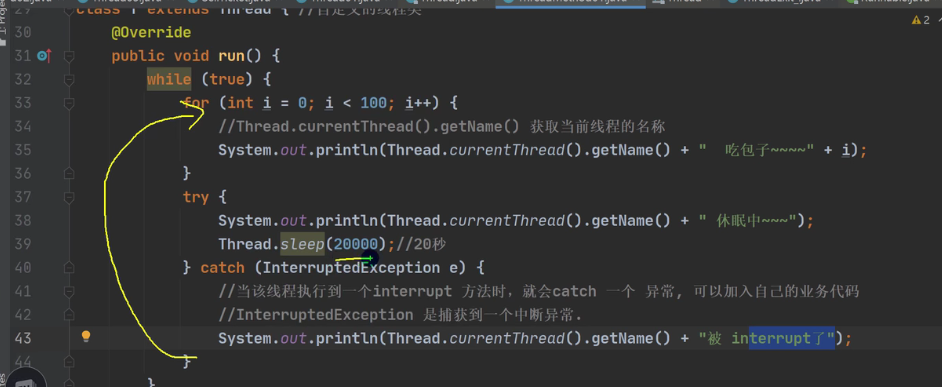 class T extends Thread { //自定义的线程类
30 @Override
31 public void run() {
32 while (true) {
33 for (int i = 0; i < 100; i++) {
34 //Thread.currentThread().getName() 获取当前线程的名称
35 System.out.println(Thread.currentThread().getName() + "  吃包子~~~~" + i);
36 }
37 try {
38 System.out.println(Thread.currentThread().getName() + " 休眠中~~~");
39 Thread.sleep(20000);//20秒
40 } catch (InterruptedException e) {
41 //当该线程执行到一个interrupt 方法时，就会catch 一个 异常, 可以加入自己的业务代码
42 //InterruptedException 是捕获到一个中断异常.
43 System.out.println(Thread.currentThread().getName() + "被 interrupt了");
44 }
}
2